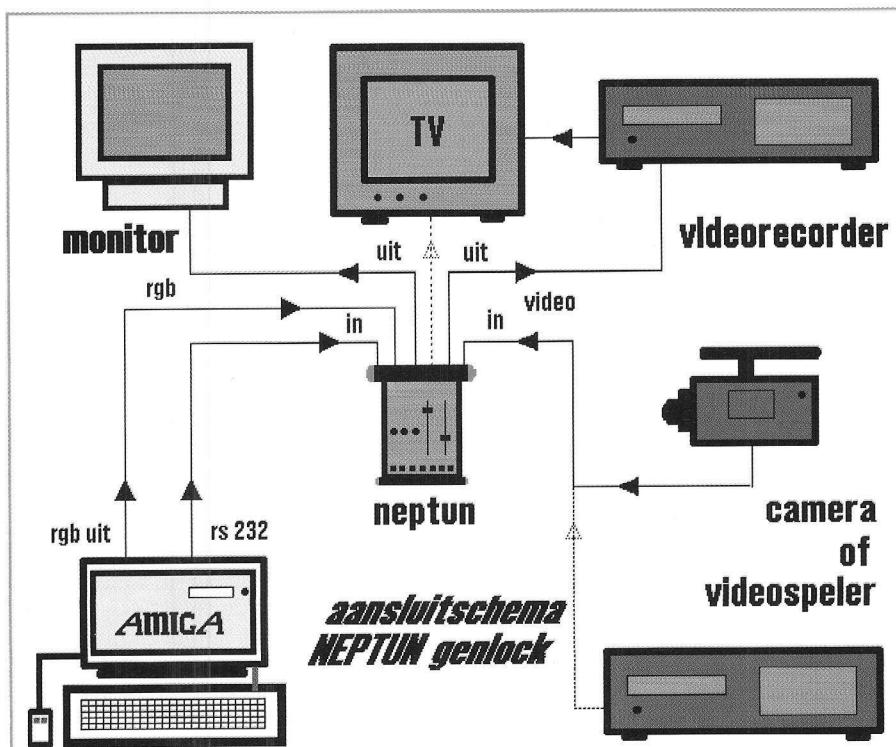 TV
monitor
uit
uit
videorecorder
rgb
video
in
in
neptun
rgb uit
rs 232
camera
of
videospeler
AMIGA
aansluitschema
NEPTUN genlock